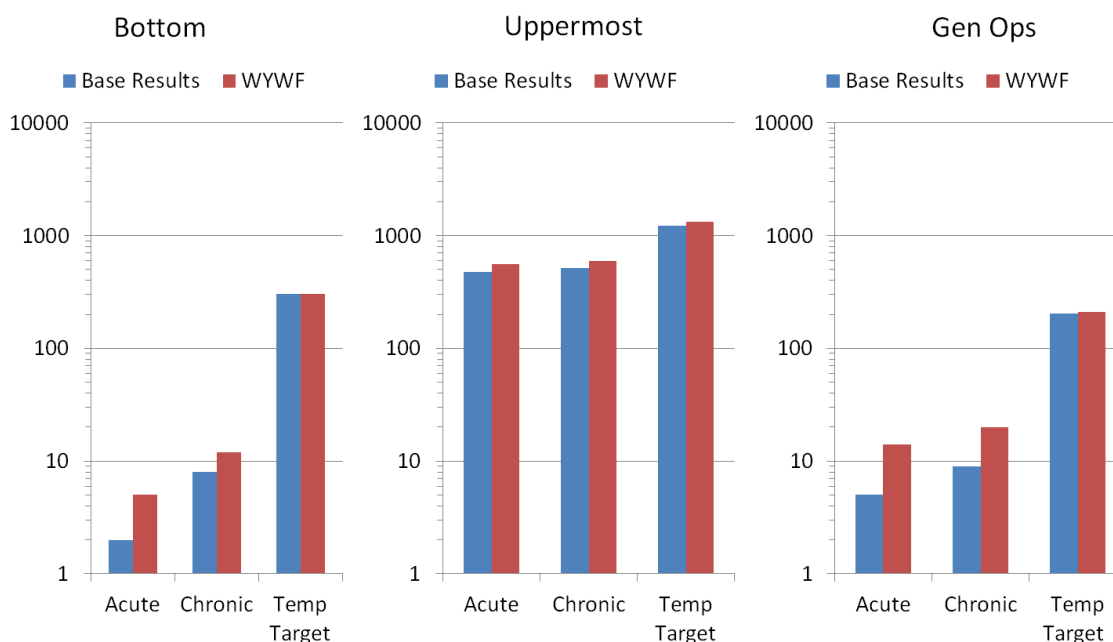 Bottom
Base Results WYWF
10000
1000
100
10
1
Acute Chronic Temp
Target
Uppermost
Base Results WYWF
10000
1000
100
10
1
Acute Chronic Temp
Target
Gen Ops
Base Results WYWF
10000
1000
100
10
1
Acute Chronic Temp
Target